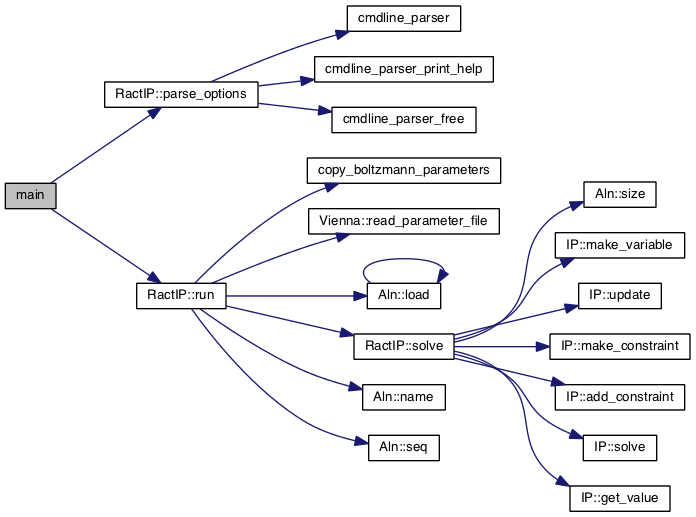 main
RactIP::parse_options
cmdline_parser
cmdline_parser_print_help
cmdline_parser_free
RactIP::run
copy_boltzmann_parameters
Vienna::read_parameter_file
Aln::load
RactIP::solve
Aln::name
Aln::seq
Aln::size
IP::make_variable
IP::update
IP::make_constraint
IP::add_constraint
IP::solve
IP::get_value